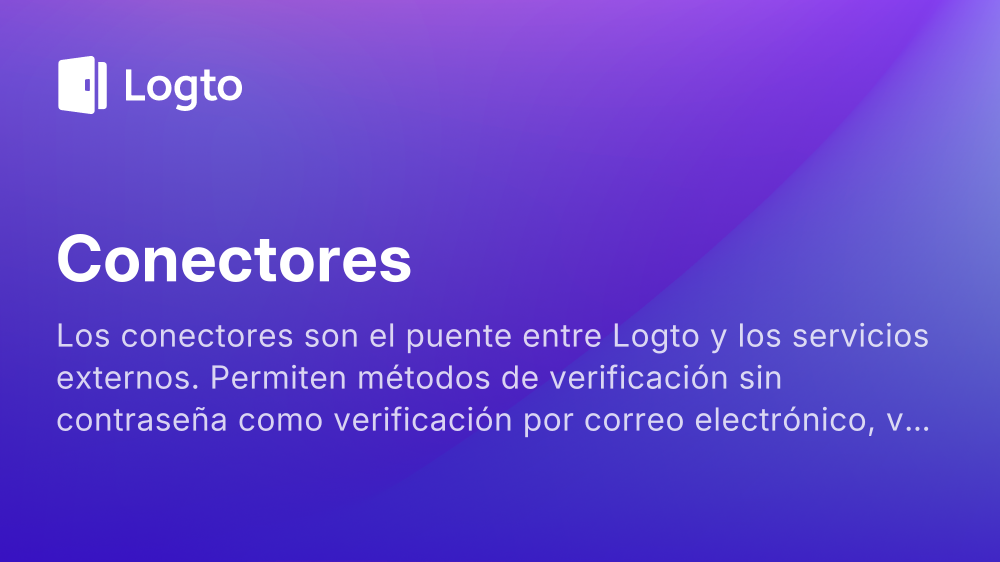 Logto
Conectores
Los conectores son el puente entre Logto y los servicios
externos. Permiten métodos de verificación sin
contraseña como verificación por correo electrónico, v...